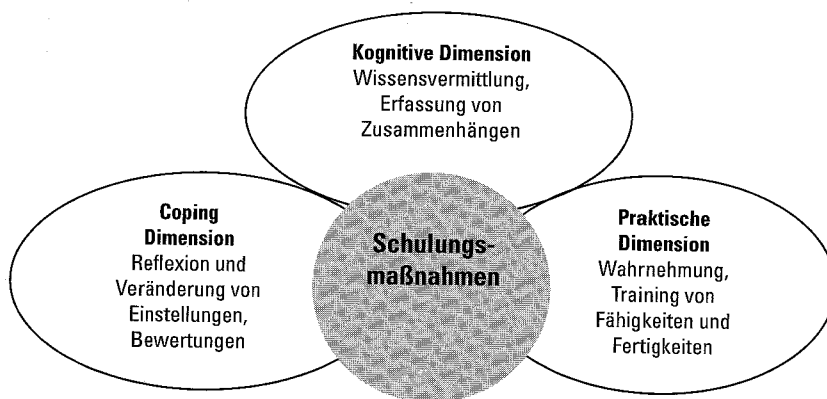 Kognitive Dimension
Wissensvermittlung,
Erfassung von
Zusammenhängen
Coping
Dimension
Reflexion und
Veränderung von
Einstellungen,
Bewertungen
Schulungs-
maßnahmen
Praktische
Dimension
Wahrnehmung,
Training von
Fähigkeiten und
Fertigkeiten